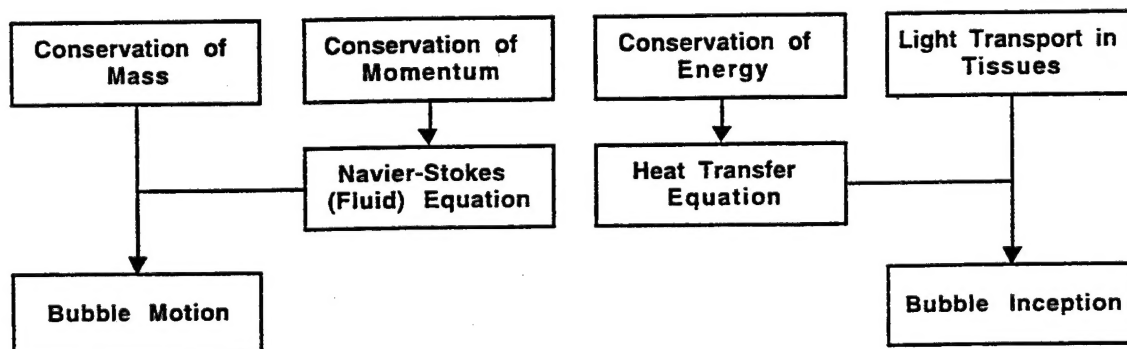 Conservation of
Mass
Conservation of
Momentum
Conservation of
Energy
Light Transport in
Tissues
Navier-Stokes
(Fluid) Equation
Heat Transfer
Equation
Bubble Motion
Bubble Inception